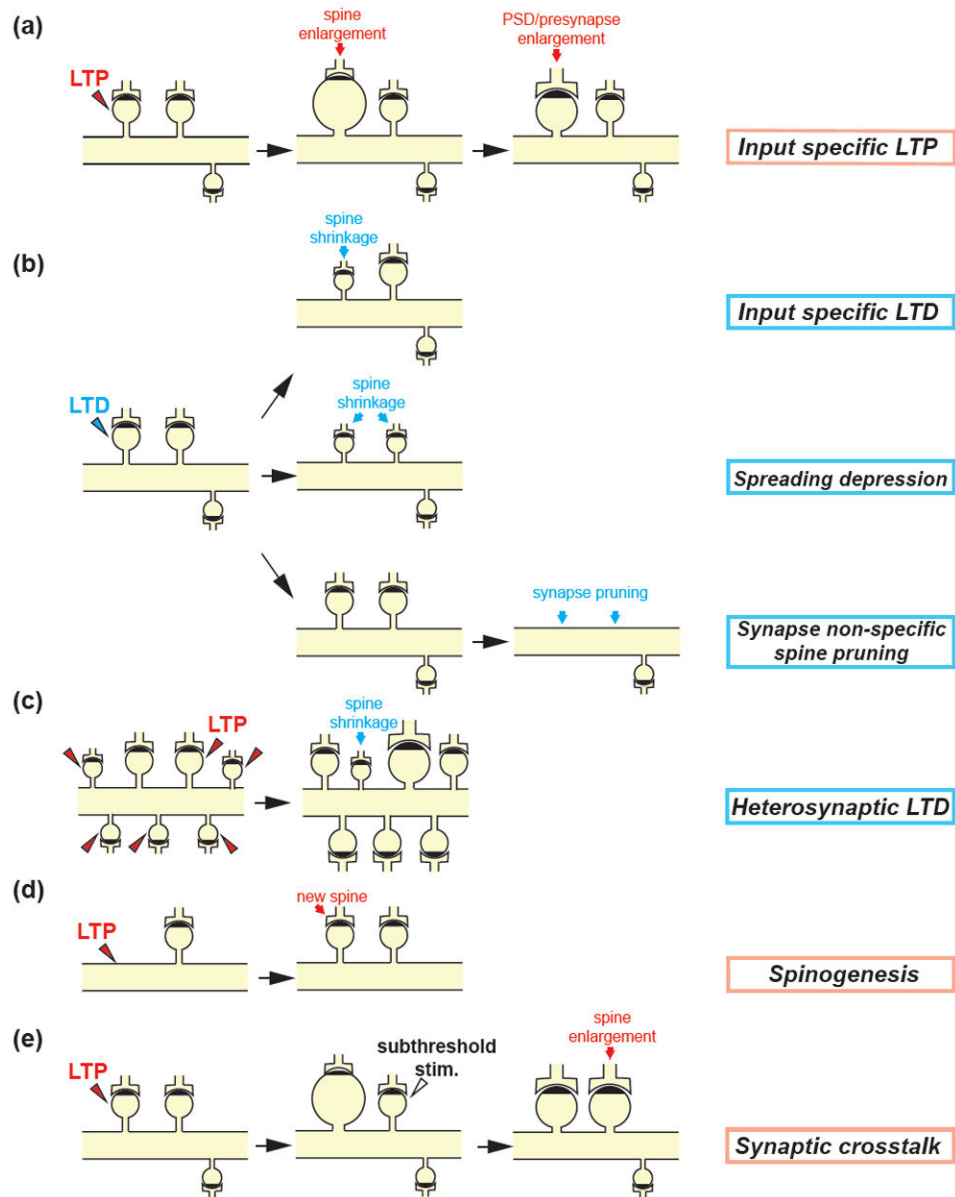 (a)
spine
enlargement
PSD/presynapse
enlargement
LTP
Input specific LTP
(b)
spine
shrinkage
Input specific LTD
LTD
spine
shrinkage
Spreading depression
synapse pruning
Synapse non-specific
spine pruning
(c)
LTP
spine
shrinkage
Heterosynaptic LTD
(d)
LTP
new spine
Spinogenesis
(e)
LTP
subthreshold
stim.
spine
enlargement
Synaptic crosstalk